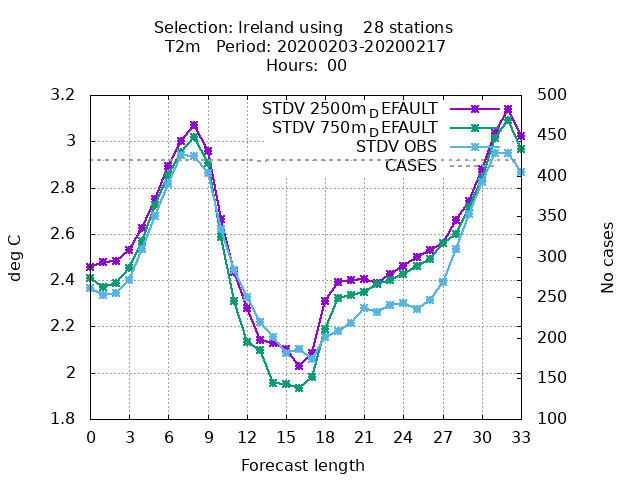 Selection: Ireland using 28 stations
T2m Period: 20200203-20200217
Hours: 00
STDV 2500m_DEFAULT
STDV 750m_DEFAULT
STDV OBS
CASES
deg C
3.2
3
2.8
2.6
2.4
2.2
2
1.8
500
450
400
350
300
250
200
150
100
No cases
0 3 6 9 12 15 18 21 24 27 30 33
Forecast length